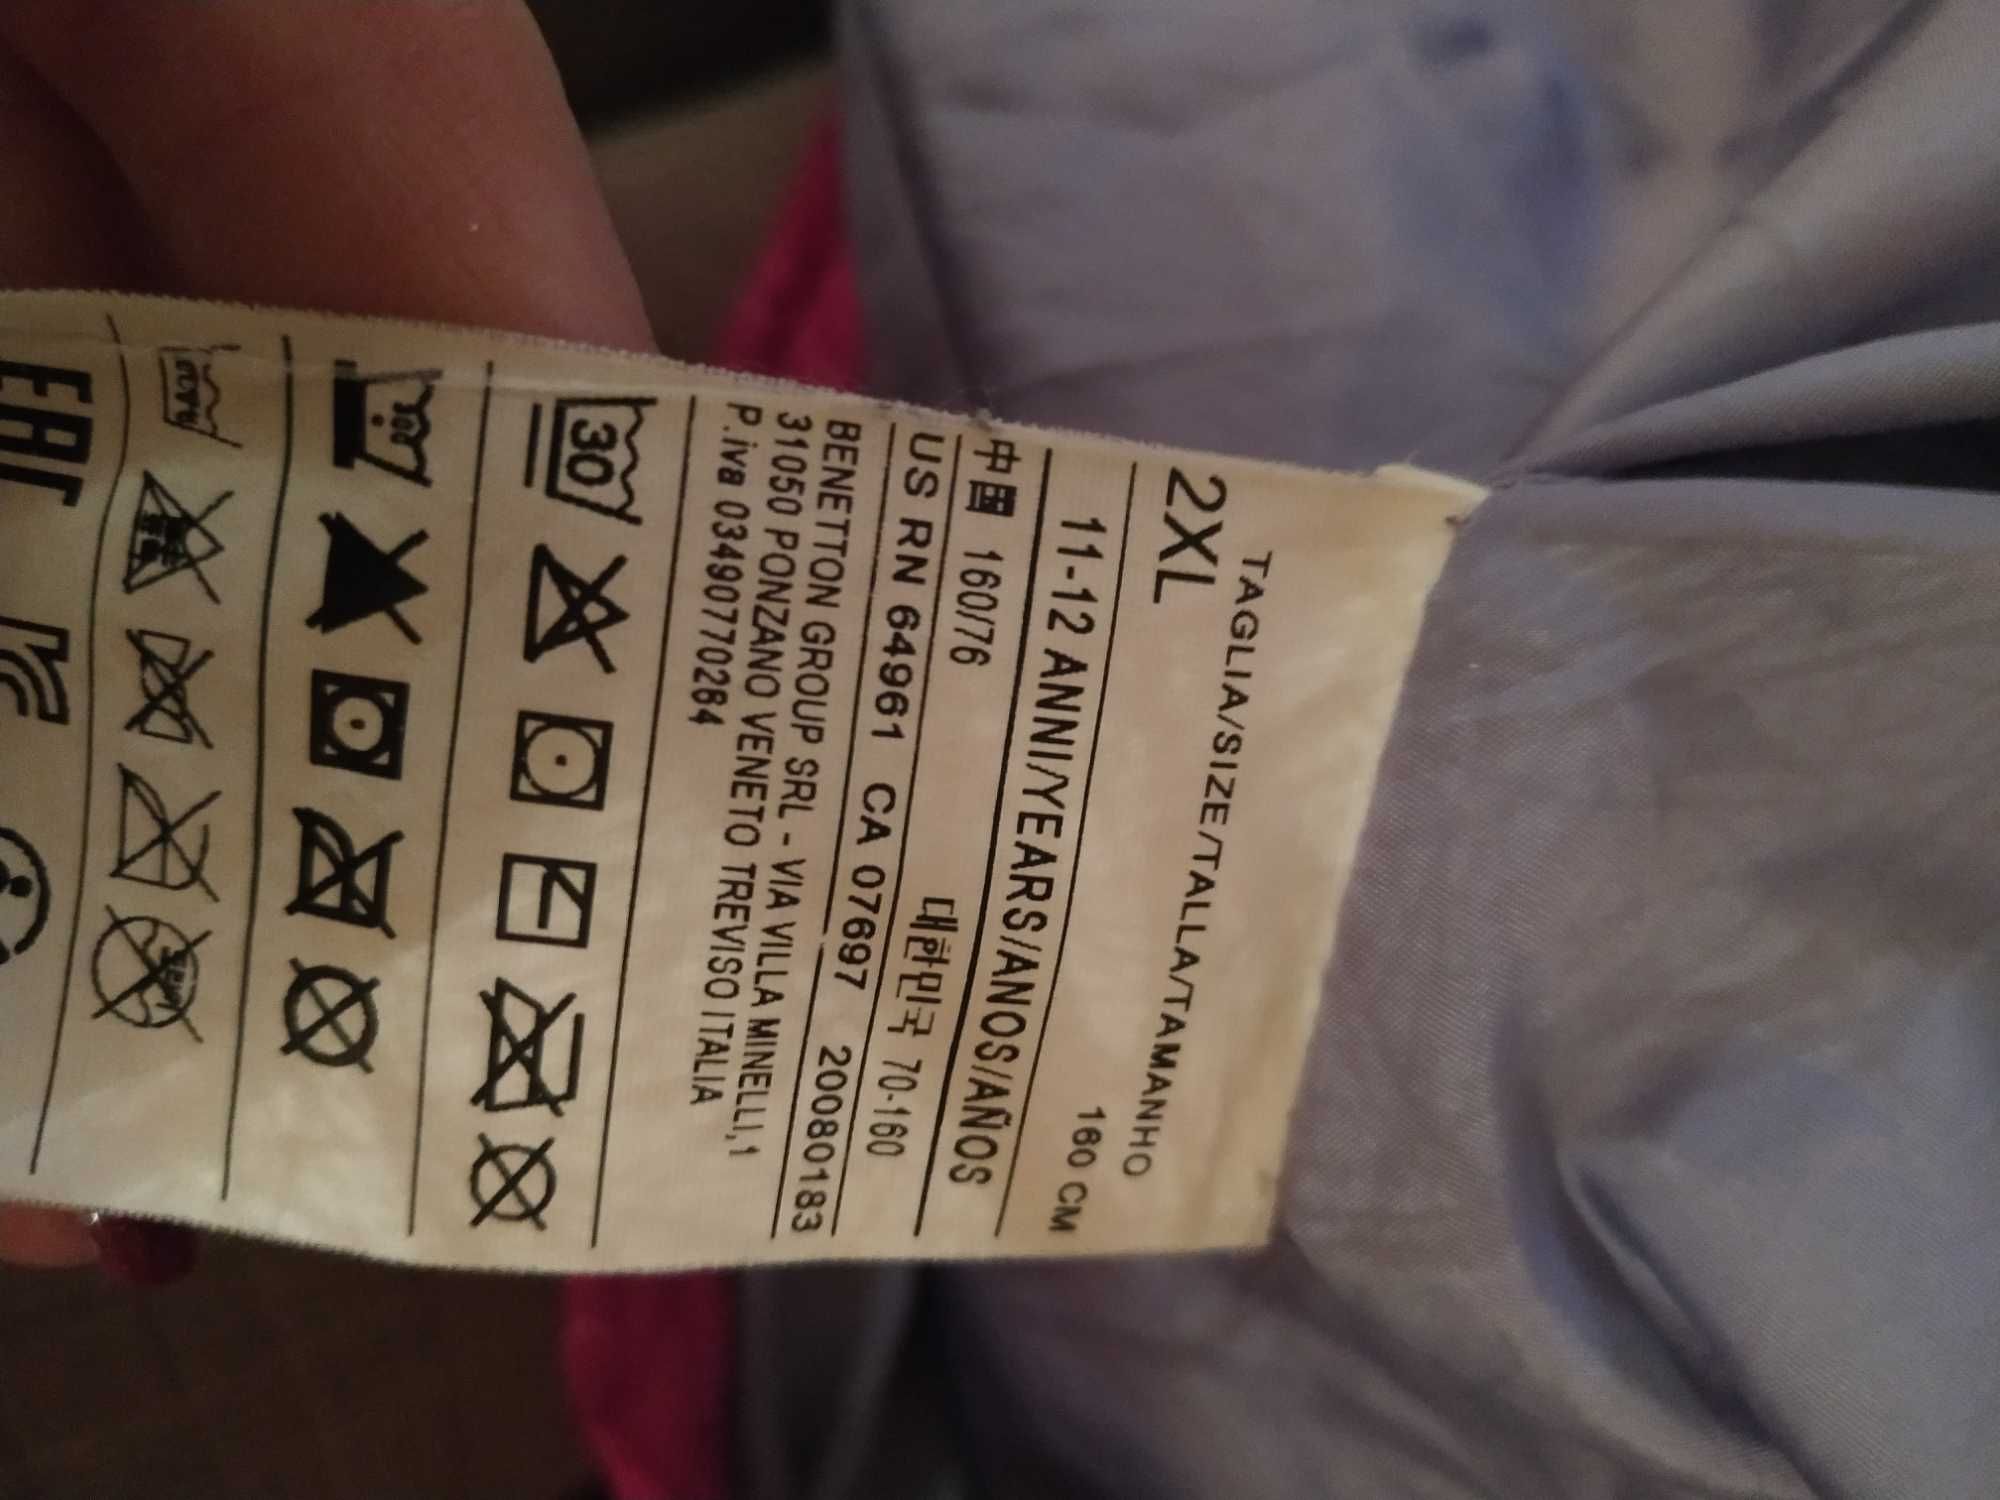 TAGLIA/SIZE/TALLA/TAMANHO
2XL 160 CM
11-12 ANNI/YEARS/ANOS/AÑOS
中国 160/76 대한민국 70-160
US RN 64961 CA 07697 20080183
BENETTON GROUP SRL - VIA VILLA MINELLI,1
31050 PONZANO VENETO TREVISO ITALIA
P.iva 03490770264
30
EAC